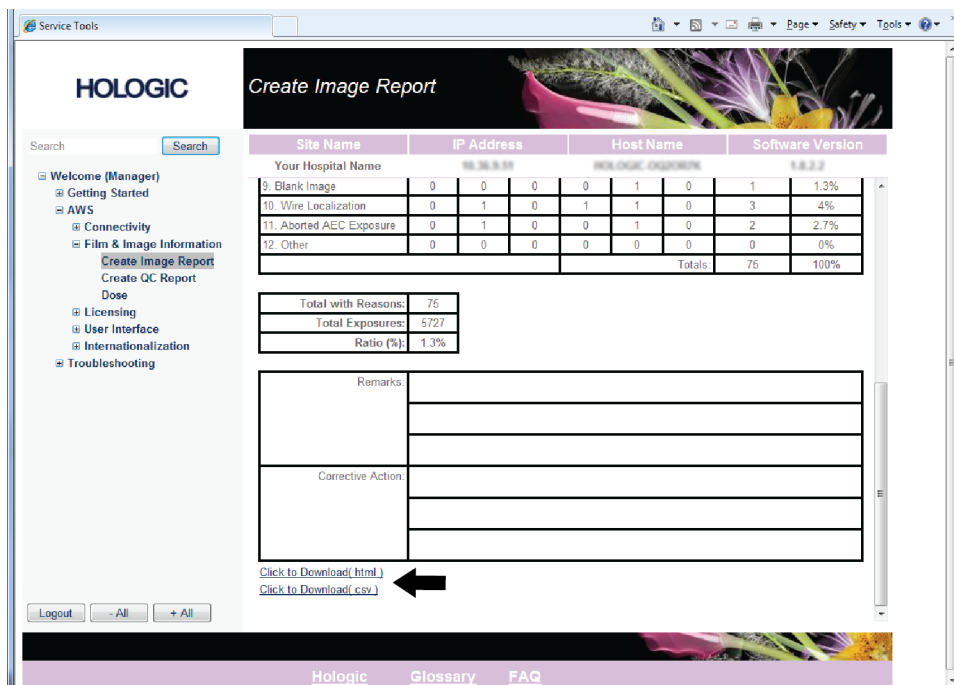 Service Tools
Page Safety Tools
HOLOGIC
Create Image Report
Search Search
Welcome (Manager)
Getting Started
AWS
Connectivity
Film & Image Information
Create Image Report
Create QC Report
Dose
Licensing
User Interface
Internationalization
Troubleshooting
Logout - All + All
Site Name IP Address Host Name Software Version
Your Hospital Name 1.8.2.2
9. Blank Image 0 0 0 0 1 0 1 1.3%
10. Wire Localization 0 1 0 1 1 0 3 4%
11. Aborted AEC Exposure 0 1 0 0 1 0 2 2.7%
12. Other 0 0 0 0 0 0 0 0%
Totals: 75 100%
Total with Reasons: 75
Total Exposures: 5727
Ratio (%): 1.3%
Remarks:
Corrective Action:
Click to Download( html )
Click to Download( csv )
Hologic Glossary FAQ